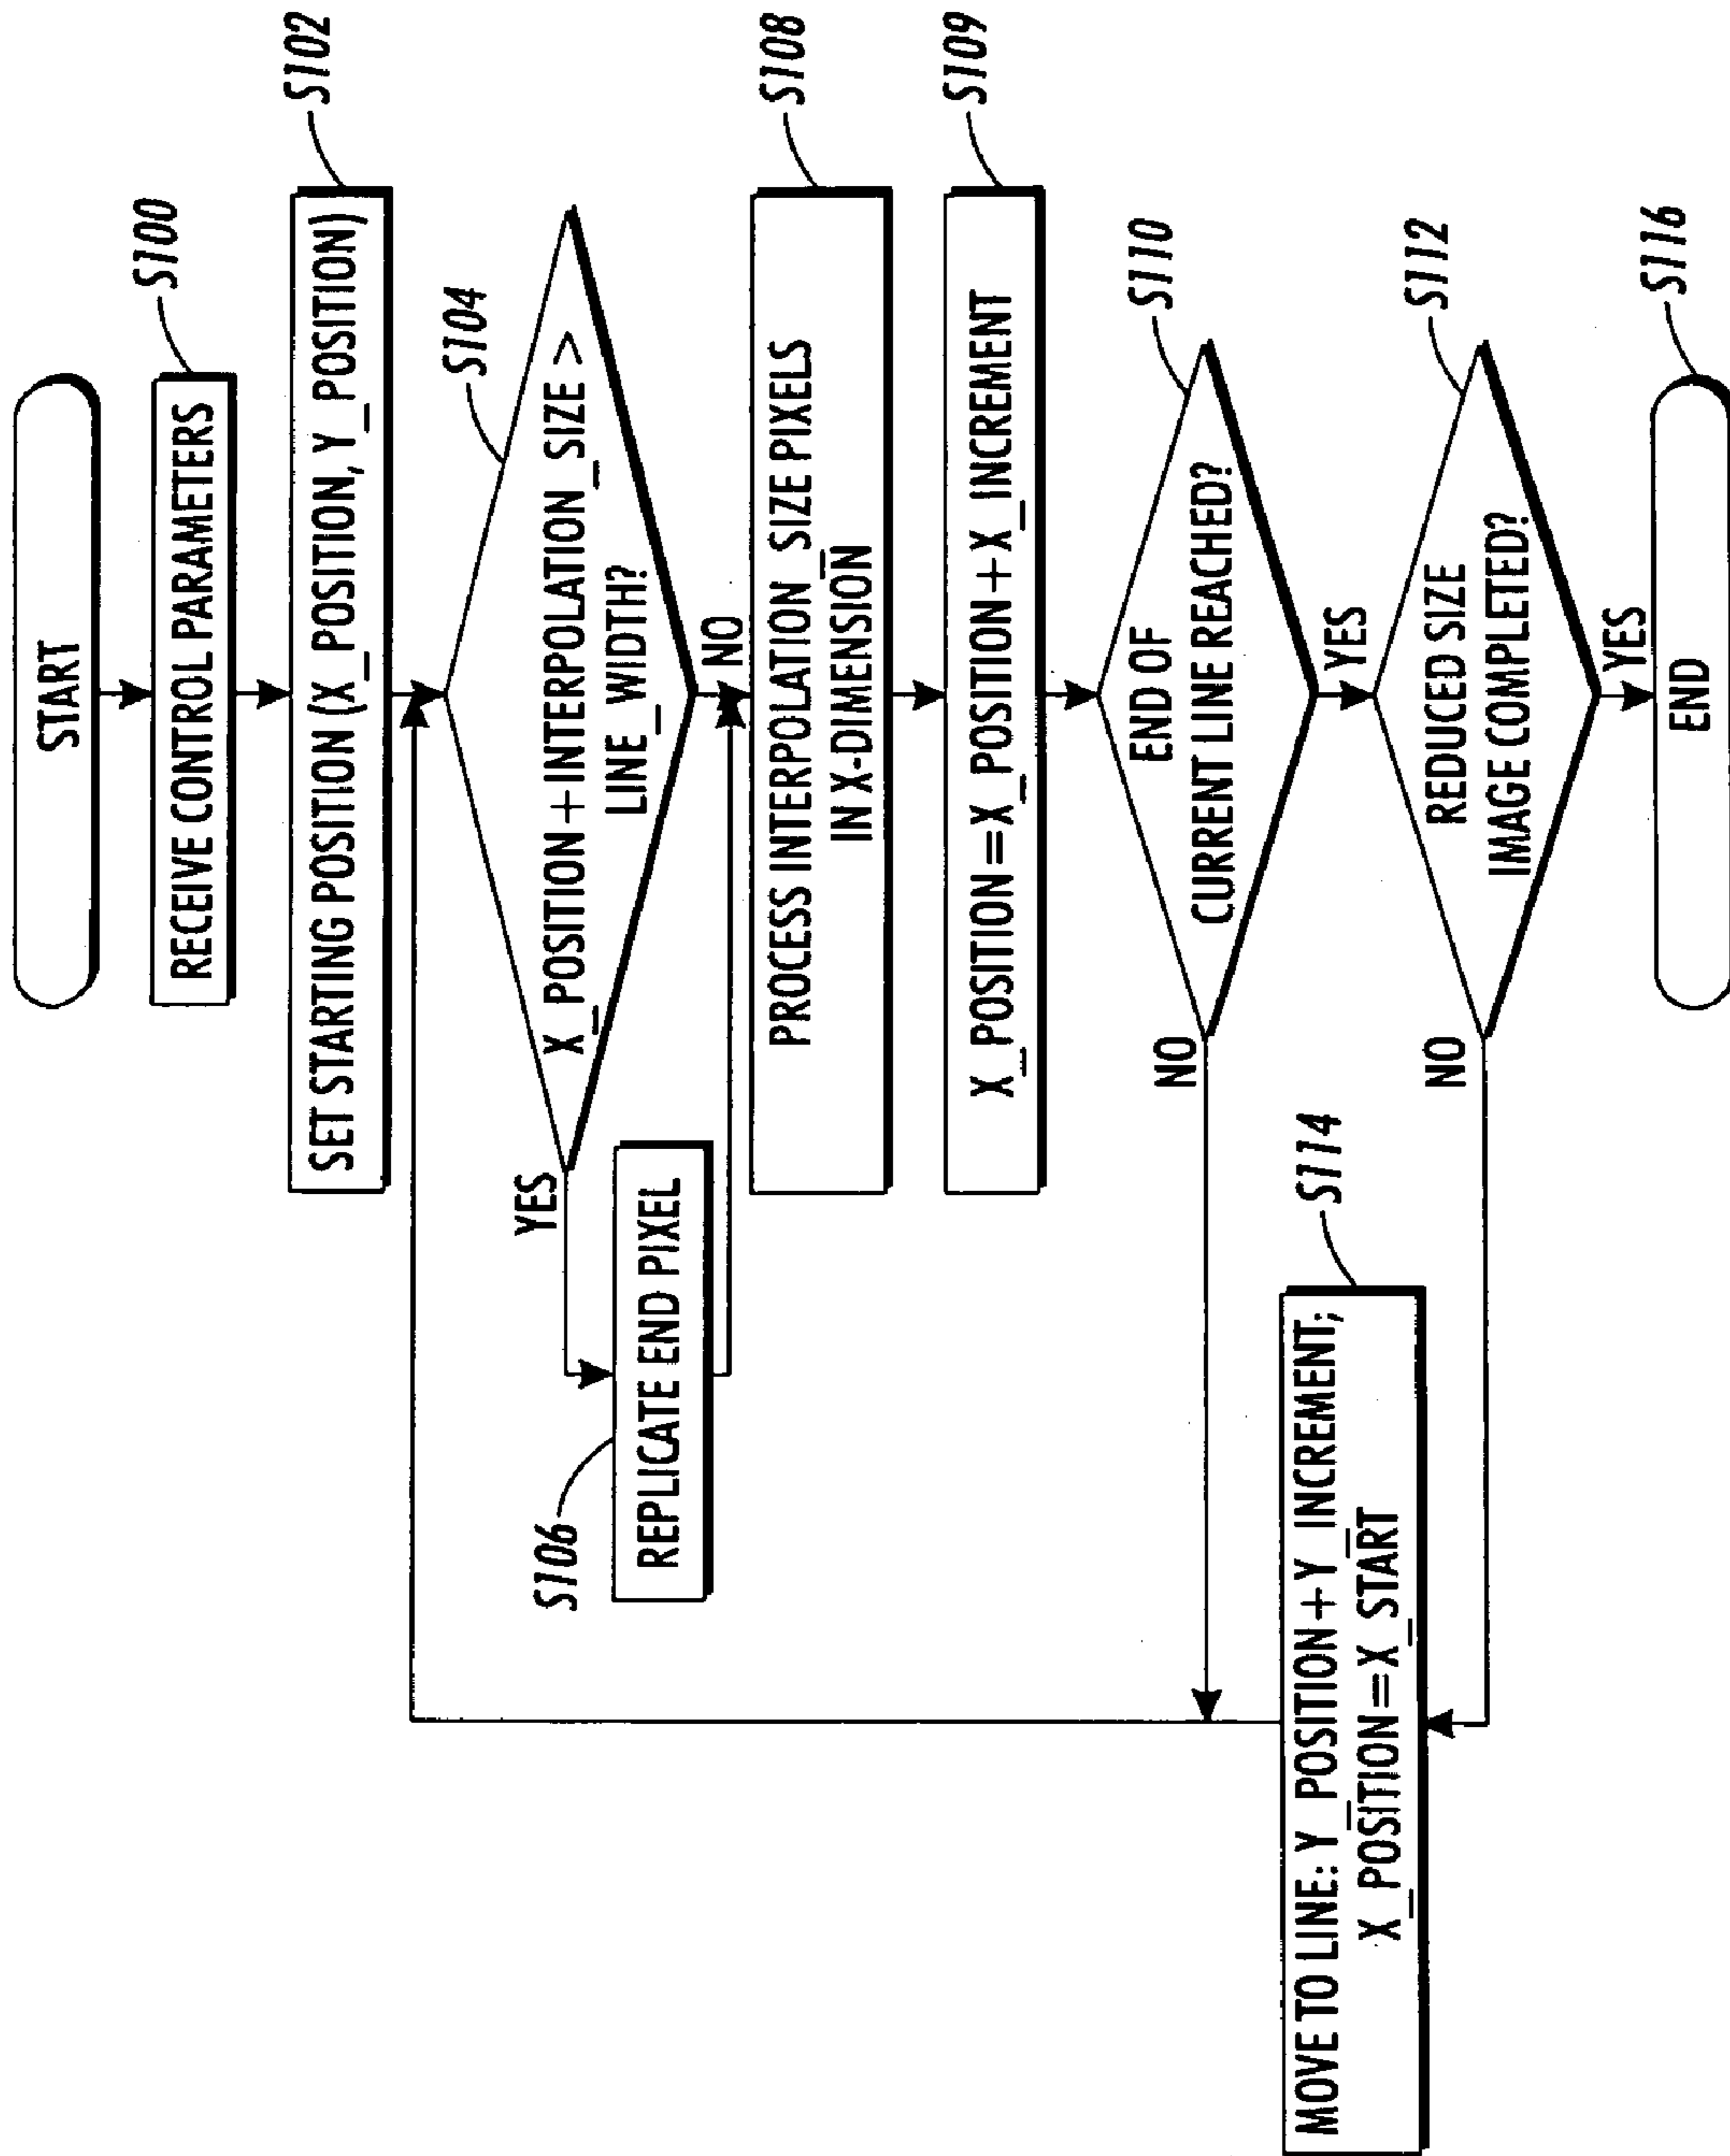 START
S100
RECEIVE CONTROL PARAMETERS
S102
SET STARTING POSITION (X_POSITION, Y_POSITION)
S104
X_POSITION+INTERPOLATION_SIZE >
LINE_WIDTH?
YES
NO
S106
REPLICATE END PIXEL
S108
PROCESS INTERPOLATION_SIZE PIXELS
IN X-DIMENSION
S109
X_POSITION=X_POSITION+X_INCREMENT
S110
END OF
CURRENT LINE REACHED?
NO
YES
S112
REDUCED SIZE
IMAGE COMPLETED?
NO
YES
S114
MOVE TO LINE: Y_POSITION+Y_INCREMENT;
X_POSITION=X_START
S116
END